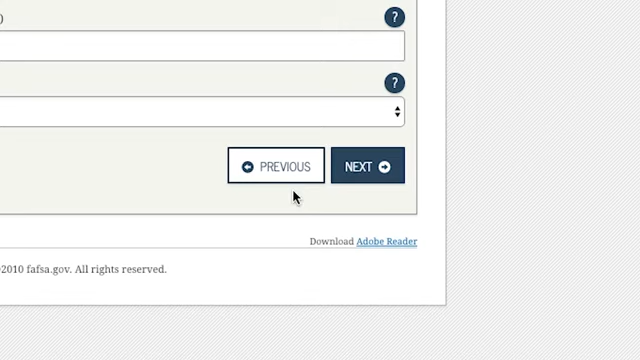 )
?
?
PREVIOUS
NEXT
Download Adobe Reader
2010 fafsa.gov. All rights reserved.